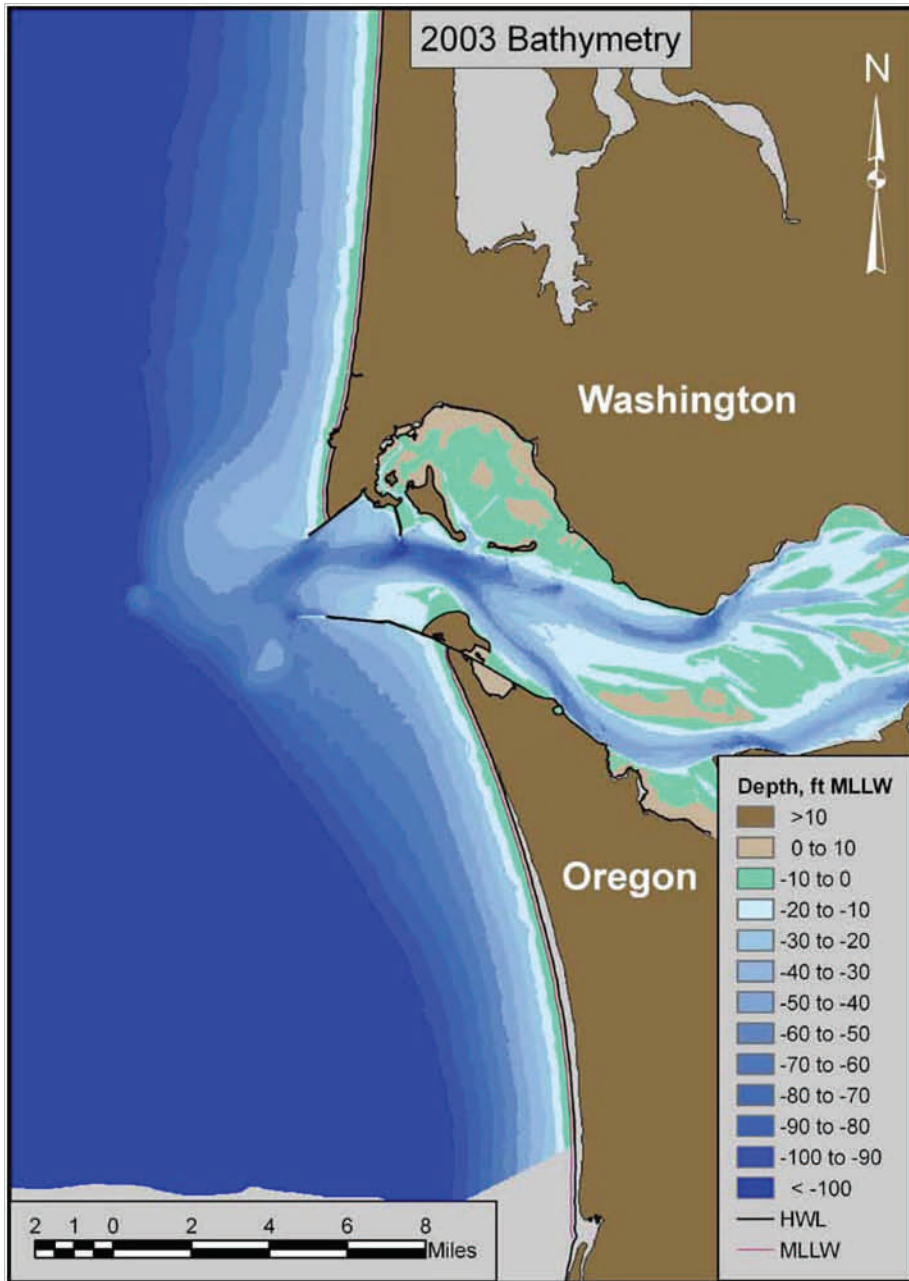 2003 Bathymetry
N
Washington
Oregon
Depth, ft MLLW
>10
0 to 10
-10 to 0
-20 to -10
-30 to -20
-40 to -30
-50 to -40
-60 to -50
-70 to -60
-80 to -70
-90 to -80
-100 to -90
< -100
HWL
MLLW
2 1 0 2 4 6 8
Miles